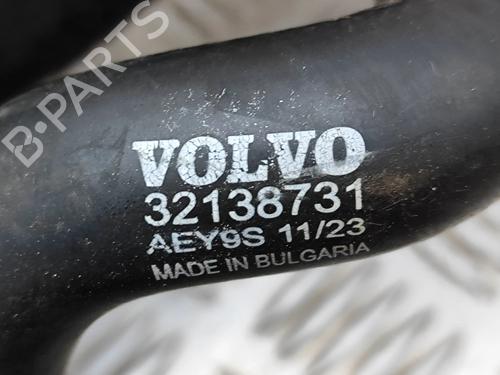 B-PARTS
VOLVO
32138731
AEY9S 11/23
MADE IN BULGARIA